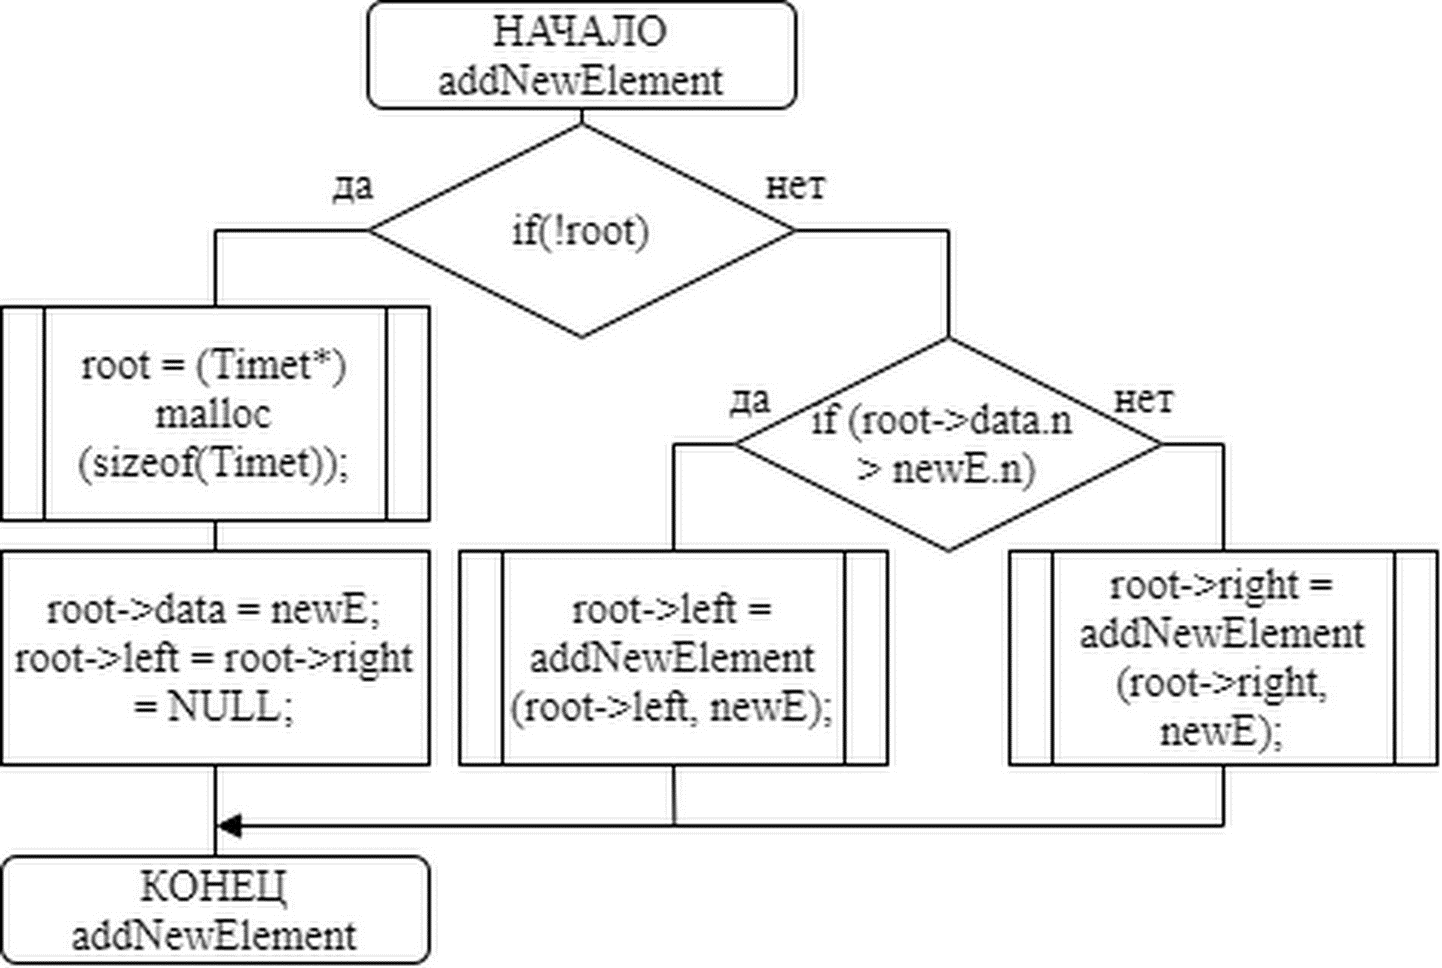 НАЧАЛО
addNewElement
да
нет
if(!root)
root = (Timet*)
malloc
(sizeof(Timet));
да
нет
if (root->data.n
> newE.n)
root->data = newE;
root->left = root->right
= NULL;
root->left =
addNewElement
(root->left, newE);
root->right =
addNewElement
(root->right,
newE);
КОНЕЦ
addNewElement